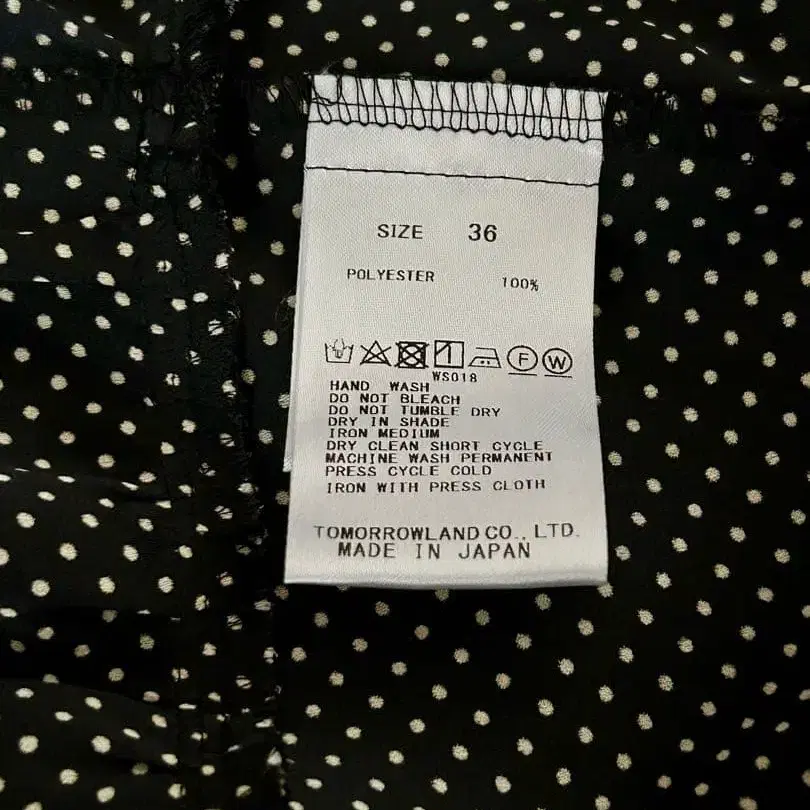 SIZE 36
POLYESTER 100%
F W
WS018
HAND WASH
DO NOT BLEACH
DO NOT TUMBLE DRY
DRY IN SHADE
IRON MEDIUM
DRY CLEAN SHORT CYCLE
MACHINE WASH PERMANENT
PRESS CYCLE COLD
IRON WITH PRESS CLOTH
TOMORROWLAND CO., LTD.
MADE IN JAPAN